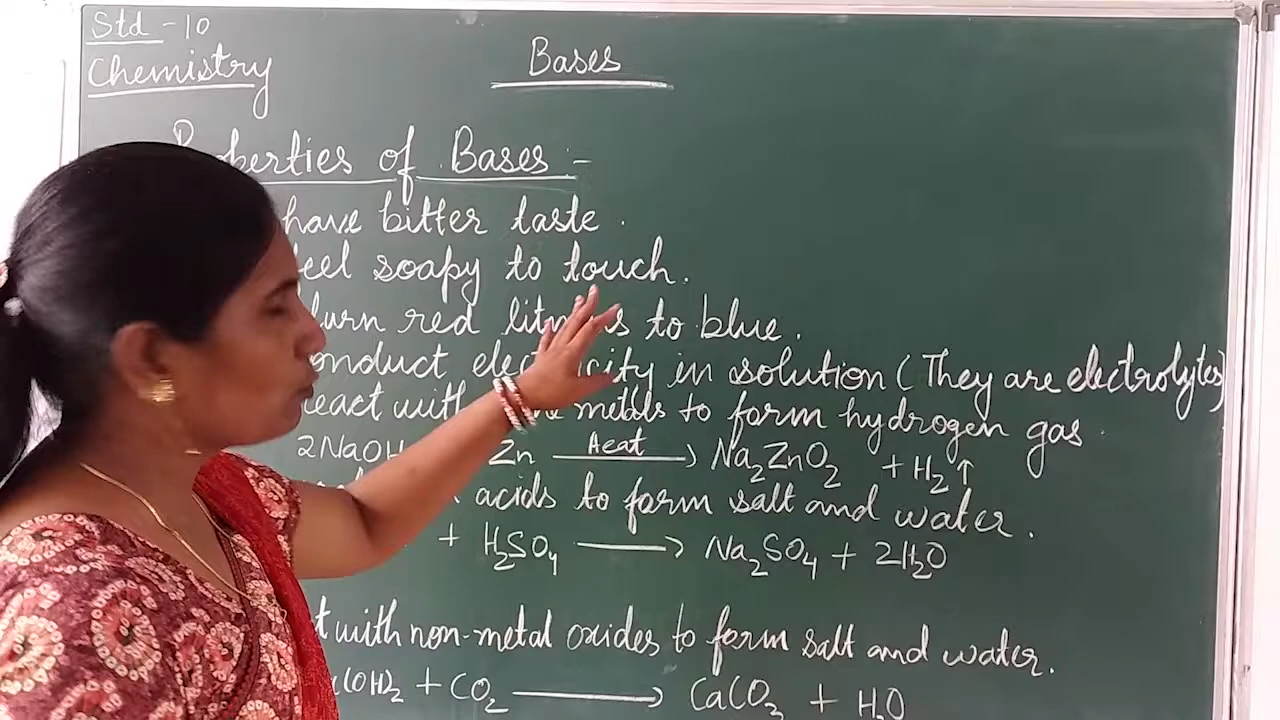 Std - 10
Chemistry
Bases
Properties of Bases :-
have bitter taste .
feel soapy to touch.
turn red litmus to blue.
conduct electricity in solution (They are electrolytes)
react with some metals to form hydrogen gas .
2NaOH Zn Heat → Na₂ZnO₂ + H₂↑
acids to form salt and water .
+ H₂SO₄ → Na₂SO₄ + 2H₂O
with non-metal oxides to form salt and water.
(OH)₂ + CO₂ → CaCO₃ + H₂O